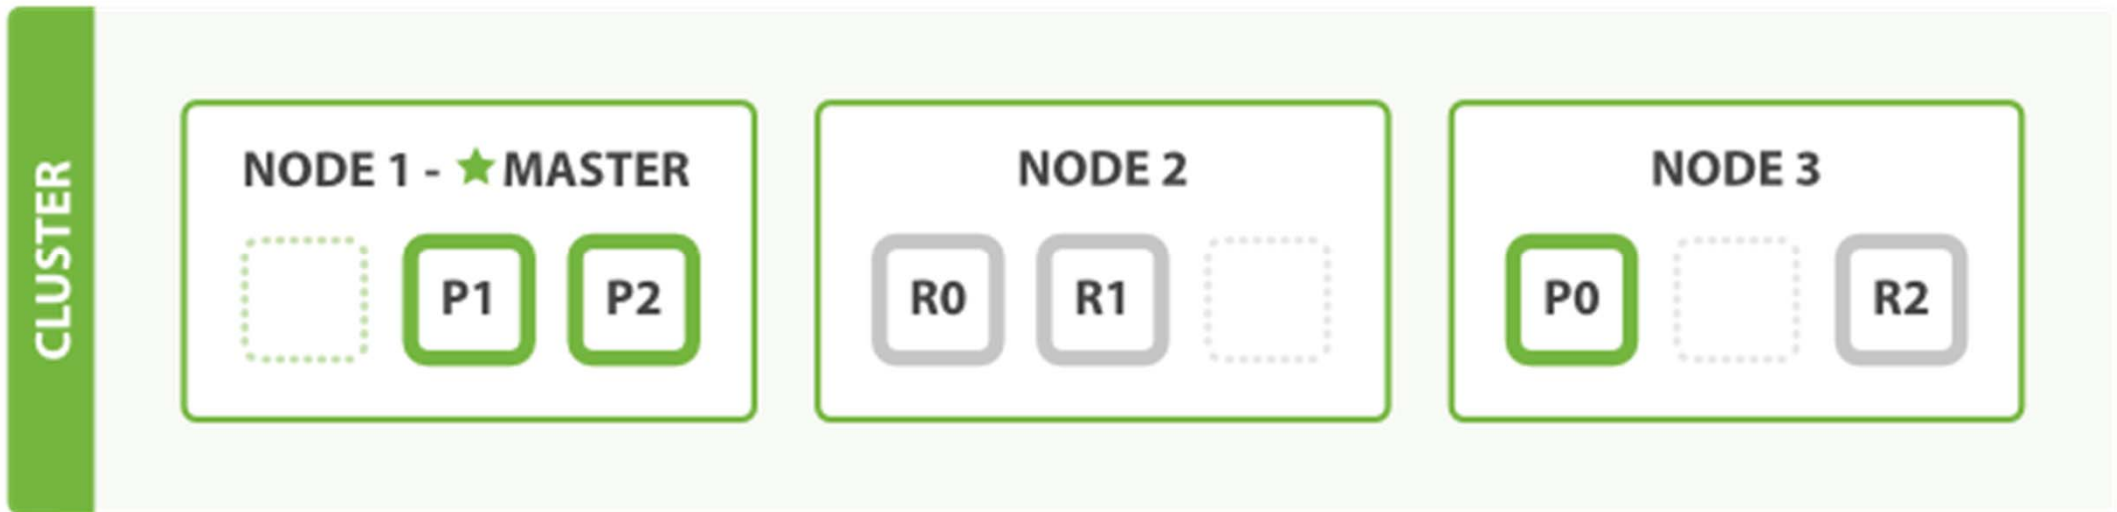 CLUSTER
NODE 1 - ★MASTER
P1
P2
NODE 2
R0
R1
NODE 3
P0
R2